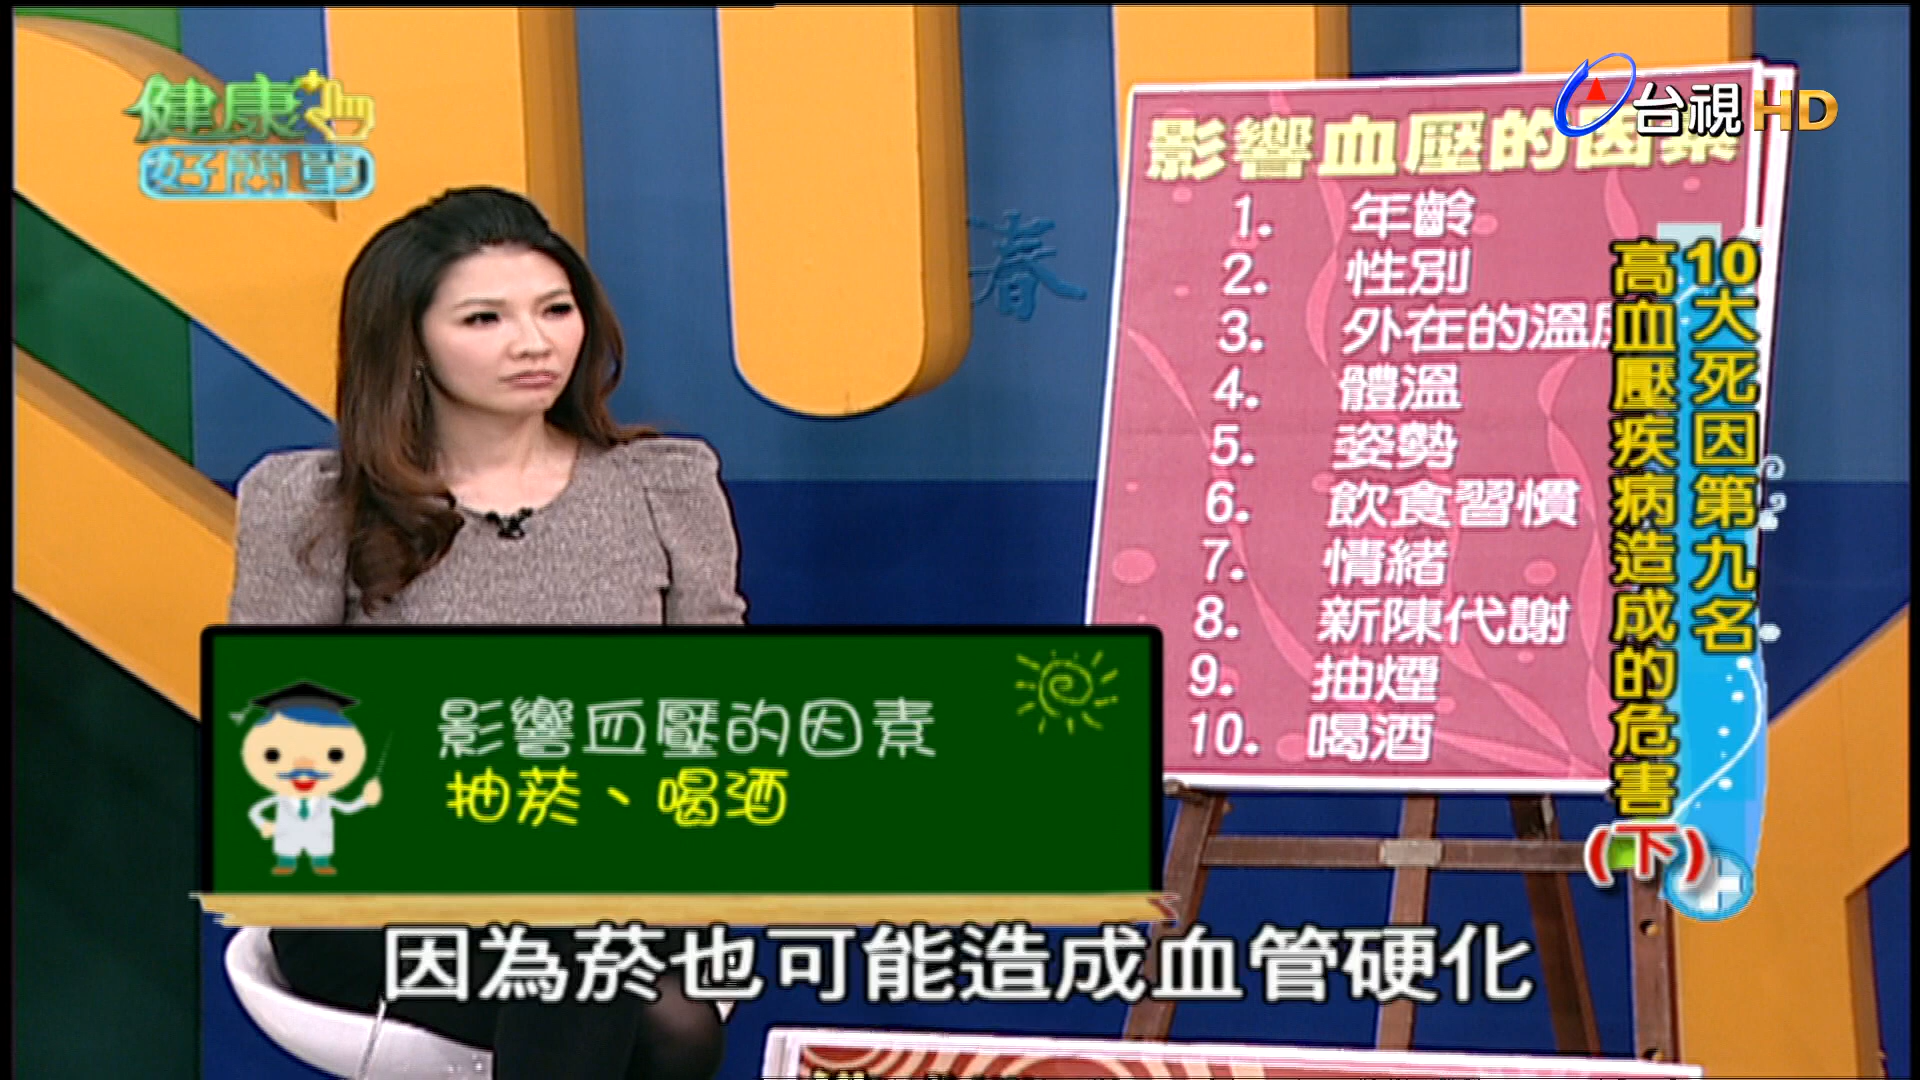 健康
好簡單
台視HD
影響血壓的因素
1. 年齡
2. 性別
3. 外在的溫度
4. 體溫
5. 姿勢
6. 飲食習慣
7. 情緒
8. 新陳代謝
9. 抽煙
10. 喝酒
10大死因第九名
高血壓疾病造成的危害
(下)
春
影響血壓的因素
抽菸、喝酒
因為菸也可能造成血管硬化